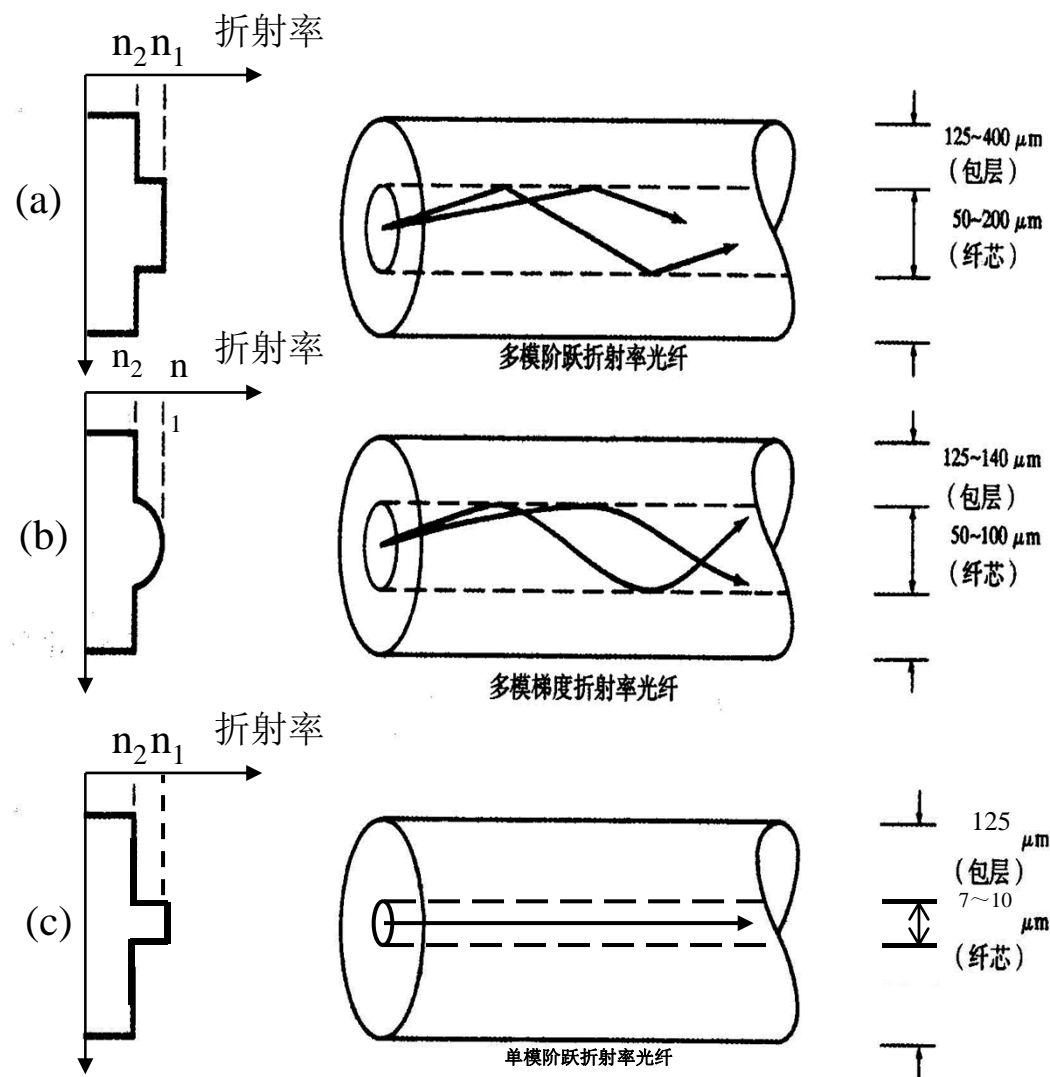 n₂n₁ 折射率
(a)
125~400 μm
(包层)
50~200 μm
(纤芯)
多模阶跃折射率光纤
n₂ n
1
折射率
(b)
125~140 μm
(包层)
50~100 μm
(纤芯)
多模梯度折射率光纤
n₂n₁ 折射率
(c)
125 μm
(包层)
7～10 μm
(纤芯)
单模阶跃折射率光纤